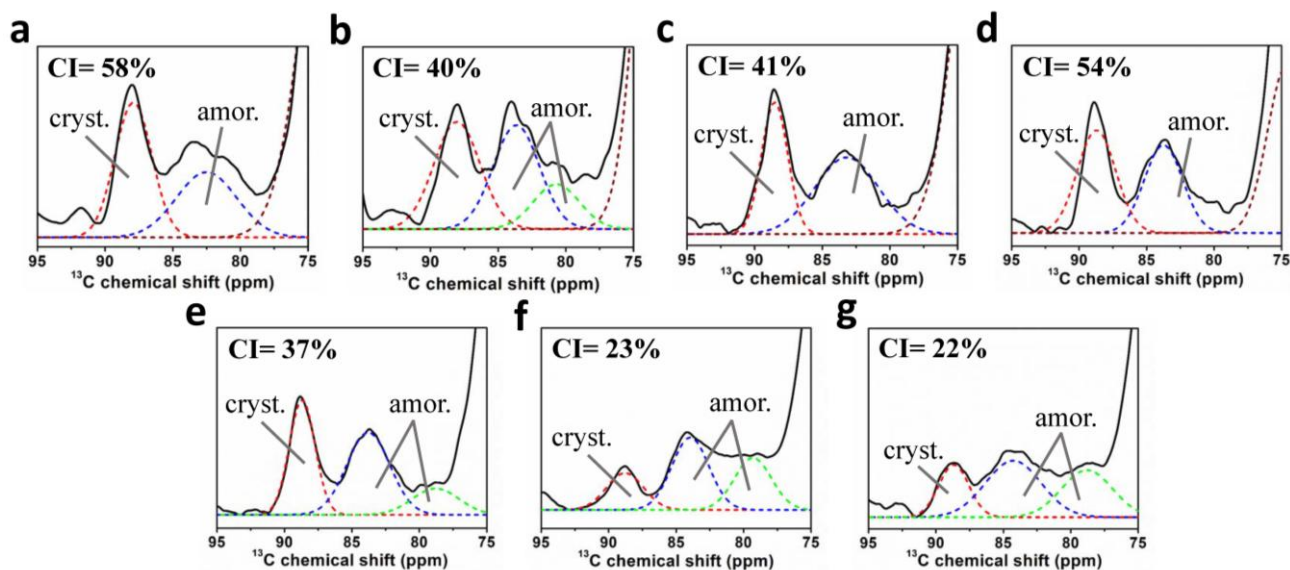 a
CI= 58%
cryst.
amor.
95 90 85 80 75
¹³C chemical shift (ppm)
b
CI= 40%
cryst.
amor.
95 90 85 80 75
¹³C chemical shift (ppm)
c
CI= 41%
cryst.
amor.
95 90 85 80 75
¹³C chemical shift (ppm)
d
CI= 54%
cryst.
amor.
95 90 85 80 75
¹³C chemical shift (ppm)
e
CI= 37%
cryst.
amor.
95 90 85 80 75
¹³C chemical shift (ppm)
f
CI= 23%
cryst.
amor.
95 90 85 80 75
¹³C chemical shift (ppm)
g
CI= 22%
cryst.
amor.
95 90 85 80 75
¹³C chemical shift (ppm)